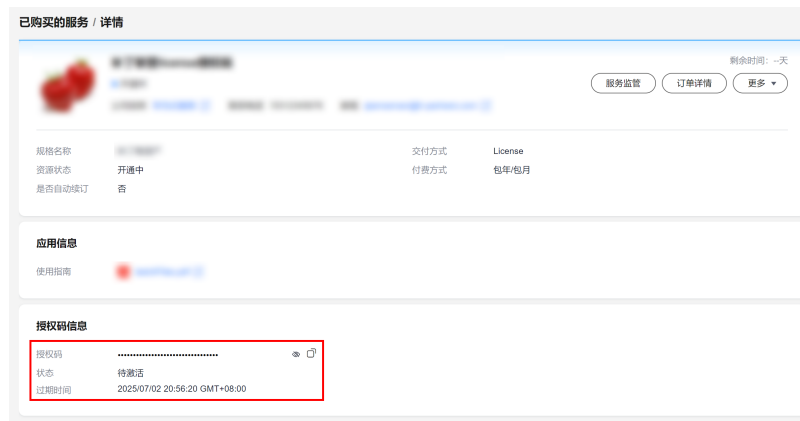 已购买的服务 / 详情
剩余时间: --天
服务监管 订单详情 更多
规格名称 交付方式 License
资源状态 开通中 付费方式 包年/包月
是否自动续订 否
应用信息
使用指南
授权码信息
授权码 •••••••••••••••••••••••••••••••••
状态 待激活
过期时间 2025/07/02 20:56:20 GMT+08:00